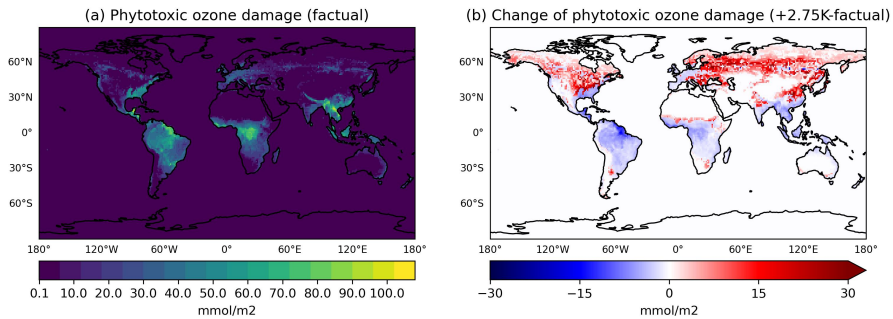 (a) Phytotoxic ozone damage (factual)
60°N
30°N
0°
30°S
60°S
180° 120°W 60°W 0° 60°E 120°E 180°
0.1 10.0 20.0 30.0 40.0 50.0 60.0 70.0 80.0 90.0 100.0
mmol/m2
(b) Change of phytotoxic ozone damage (+2.75K-factual)
60°N
30°N
0°
30°S
60°S
180° 120°W 60°W 0° 60°E 120°E 180°
−30 −15 0 15 30
mmol/m2